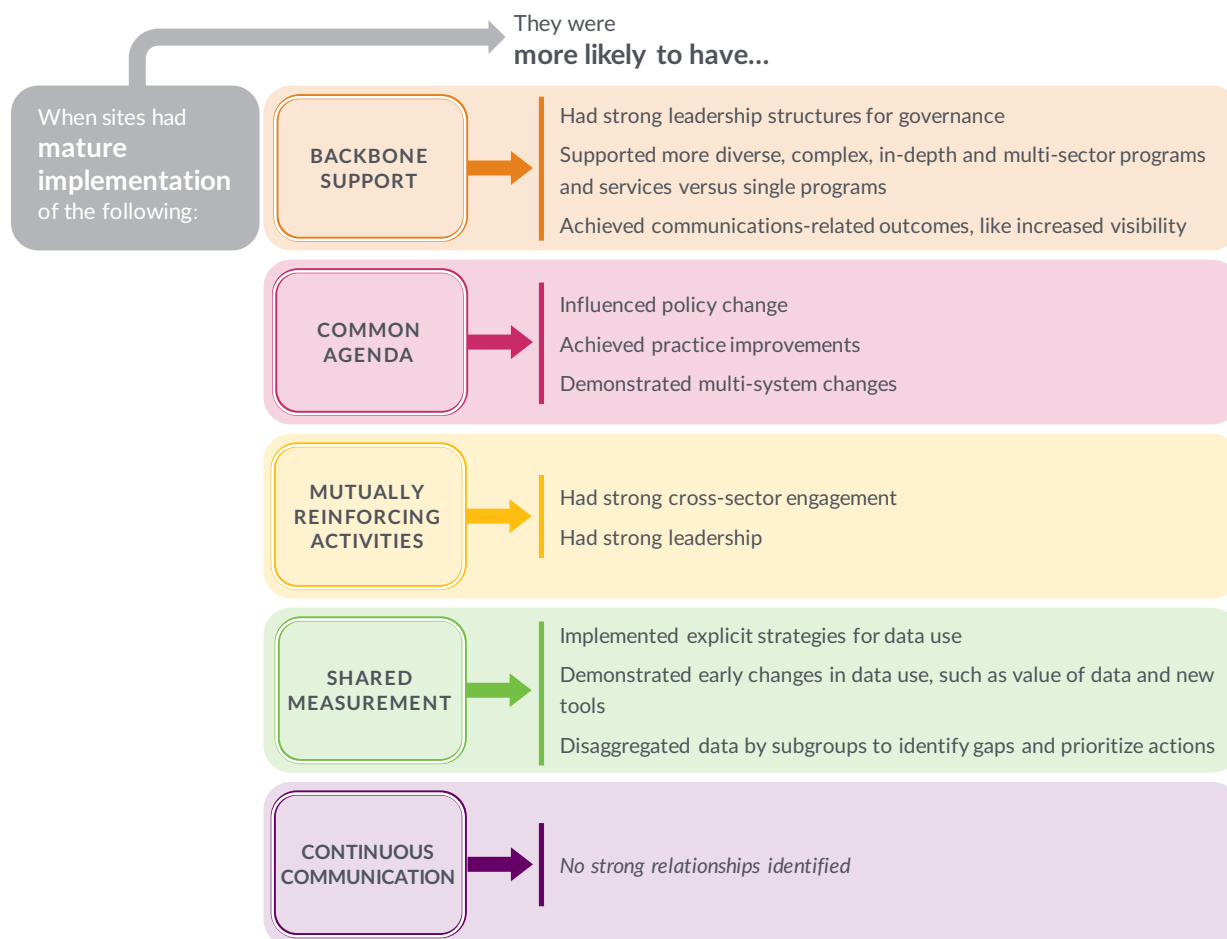 They were
more likely to have...
When sites had
mature
implementation
of the following:
BACKBONE
SUPPORT
Had strong leadership structures for governance
Supported more diverse, complex, in-depth and multi-sector programs
and services versus single programs
Achieved communications-related outcomes, like increased visibility
COMMON
AGENDA
Influenced policy change
Achieved practice improvements
Demonstrated multi-system changes
MUTUALLY
REINFORCING
ACTIVITIES
Had strong cross-sector engagement
Had strong leadership
SHARED
MEASUREMENT
Implemented explicit strategies for data use
Demonstrated early changes in data use, such as value of data and new
tools
Disaggregated data by subgroups to identify gaps and prioritize actions
CONTINUOUS
COMMUNICATION
No strong relationships identified